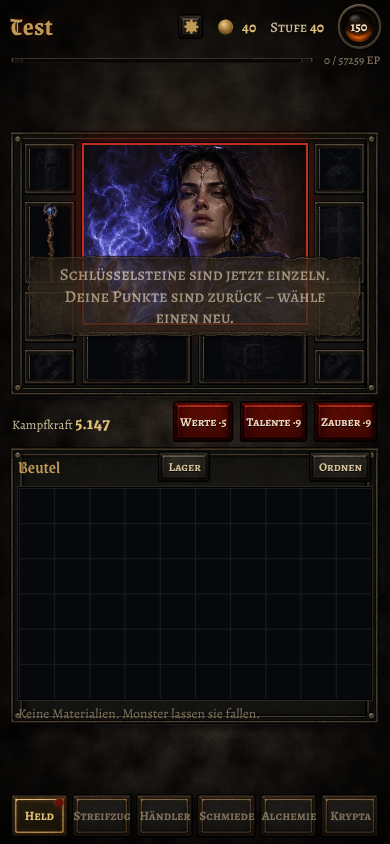 Test
40
Stufe 40
150
0 / 57259 EP
Schlüsselsteine sind jetzt einzeln.
Deine Punkte sind zurück – wähle
einen neu.
Kampfkraft 5.147
Werte ·5
Talente ·9
Zauber ·9
Beutel
Lager
Ordnen
Keine Materialien. Monster lassen sie fallen.
Held
Streifzug
Händler
Schmiede
Alchemie
Krypta